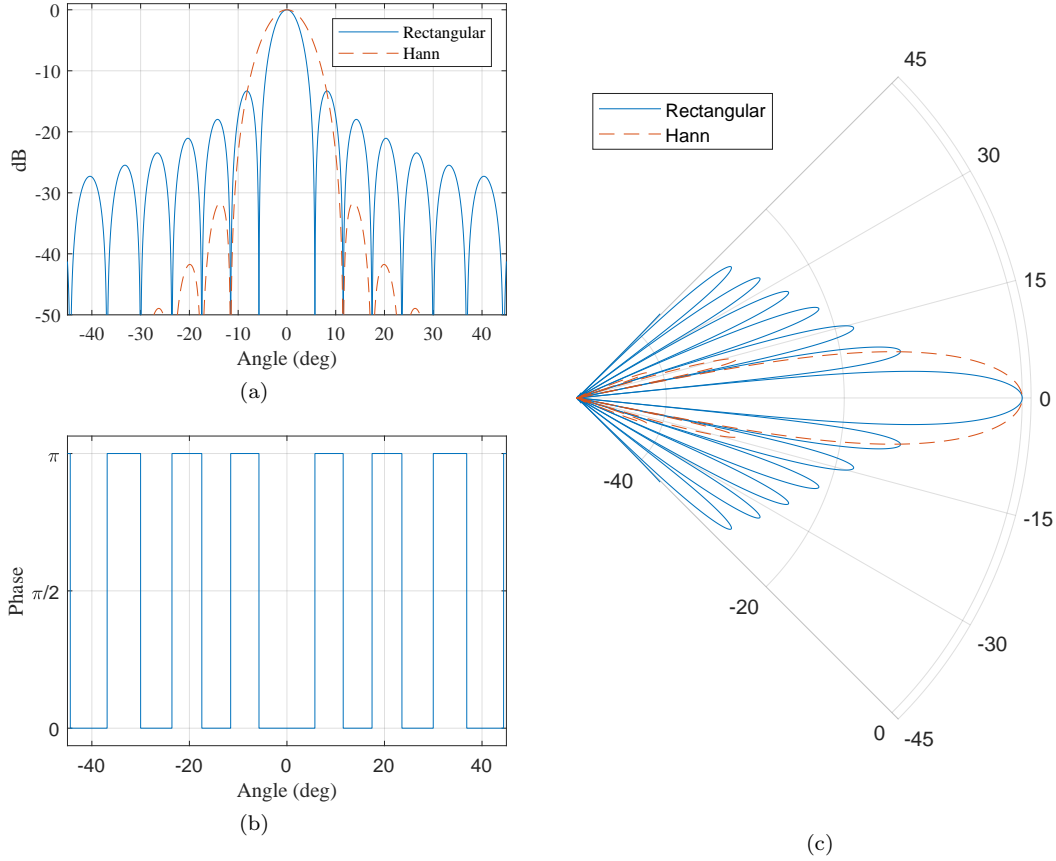 0
-10
-20
-30
-40
-50
dB
Rectangular
Hann
-40 -30 -20 -10 0 10 20 30 40
Angle (deg)
(a)
π
π/2
0
Phase
-40 -20 0 20 40
Angle (deg)
(b)
Rectangular
Hann
45
30
15
0
-15
-30
-45
-40
-20
0
(c)